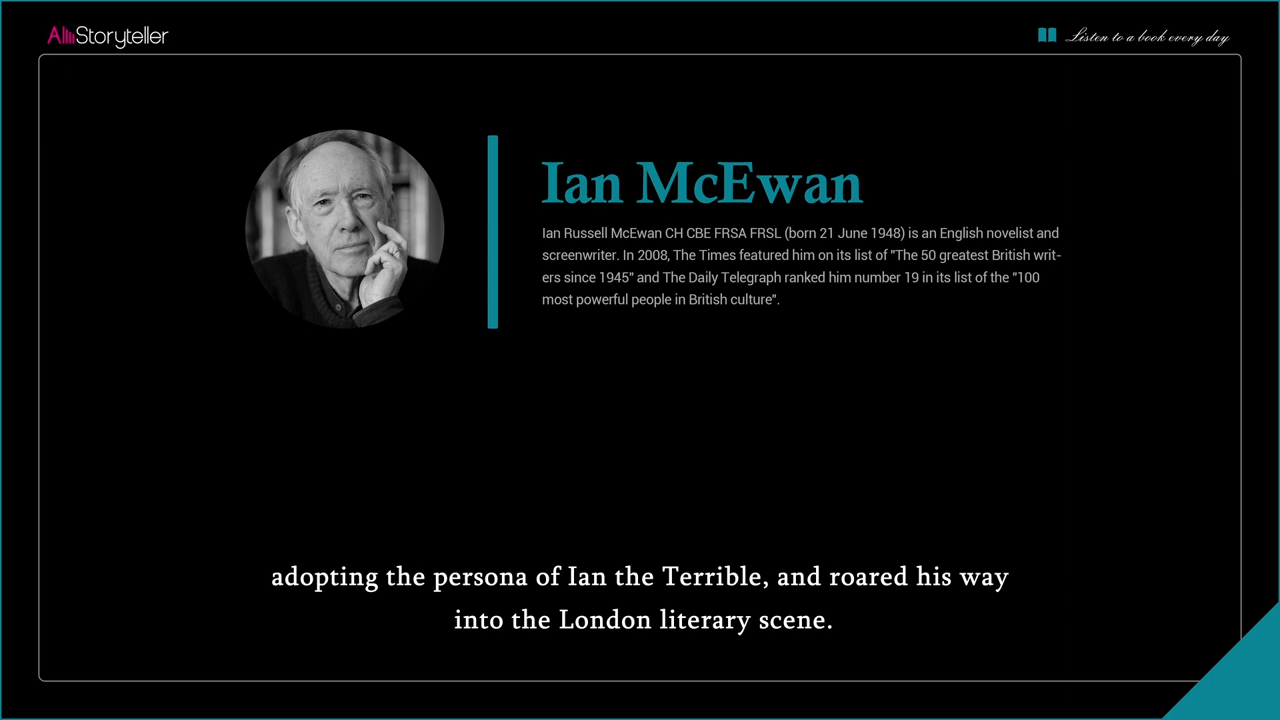 AllStoryteller
Listen to a book every day
Ian McEwan
Ian Russell McEwan CH CBE FRSA FRSL (born 21 June 1948) is an English novelist and
screenwriter. In 2008, The Times featured him on its list of "The 50 greatest British writ-
ers since 1945" and The Daily Telegraph ranked him number 19 in its list of the "100
most powerful people in British culture".
adopting the persona of Ian the Terrible, and roared his way
into the London literary scene.